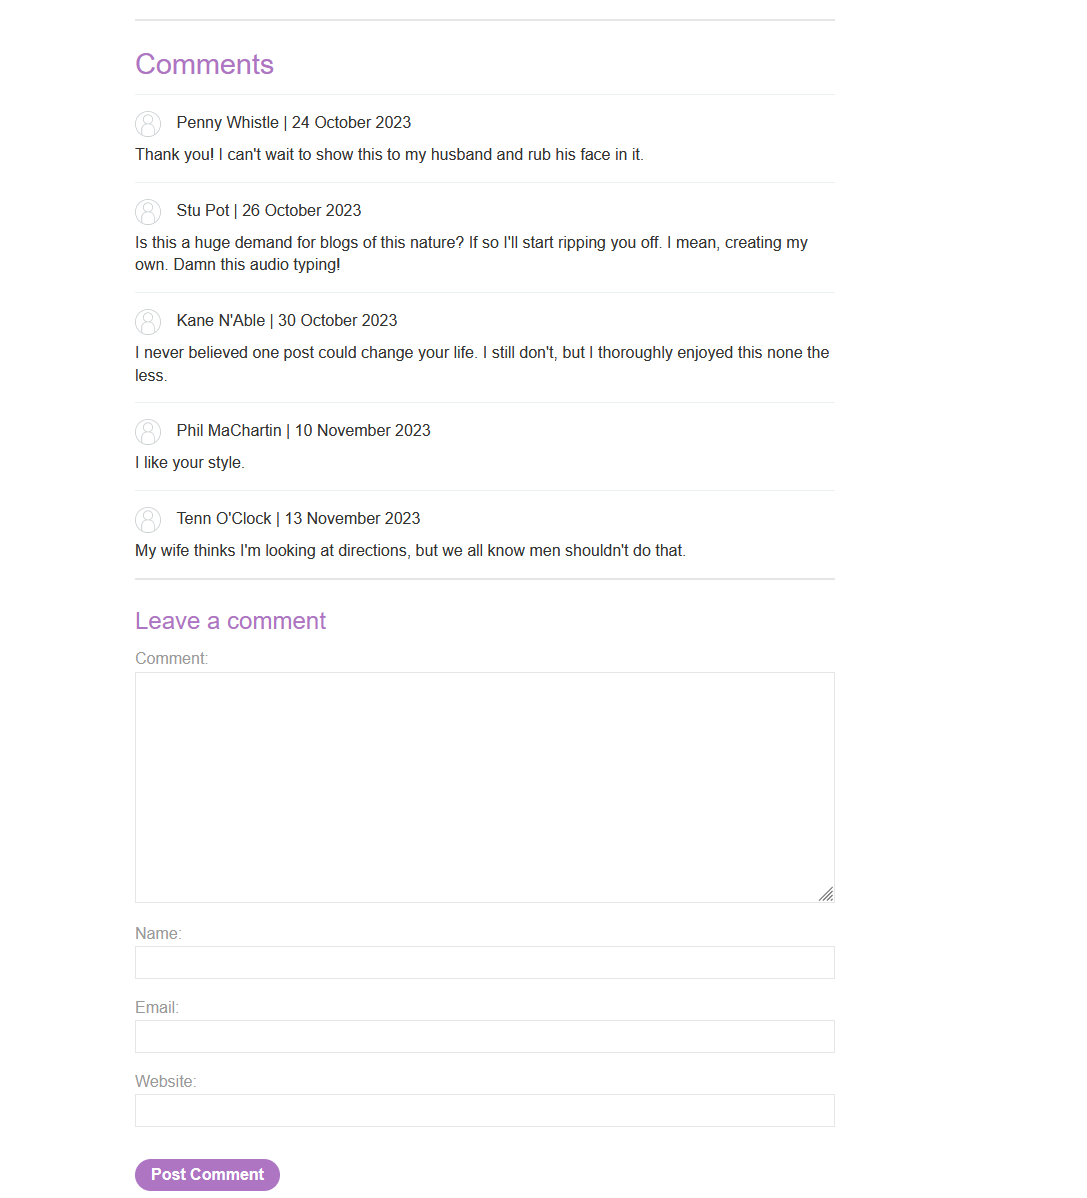 Comments
Penny Whistle | 24 October 2023
Thank you! I can't wait to show this to my husband and rub his face in it.
Stu Pot | 26 October 2023
Is this a huge demand for blogs of this nature? If so I'll start ripping you off. I mean, creating my
own. Damn this audio typing!
Kane N'Able | 30 October 2023
I never believed one post could change your life. I still don't, but I thoroughly enjoyed this none the
less.
Phil MaChartin | 10 November 2023
I like your style.
Tenn O'Clock | 13 November 2023
My wife thinks I'm looking at directions, but we all know men shouldn't do that.
Leave a comment
Comment:
Name:
Email:
Website:
Post Comment